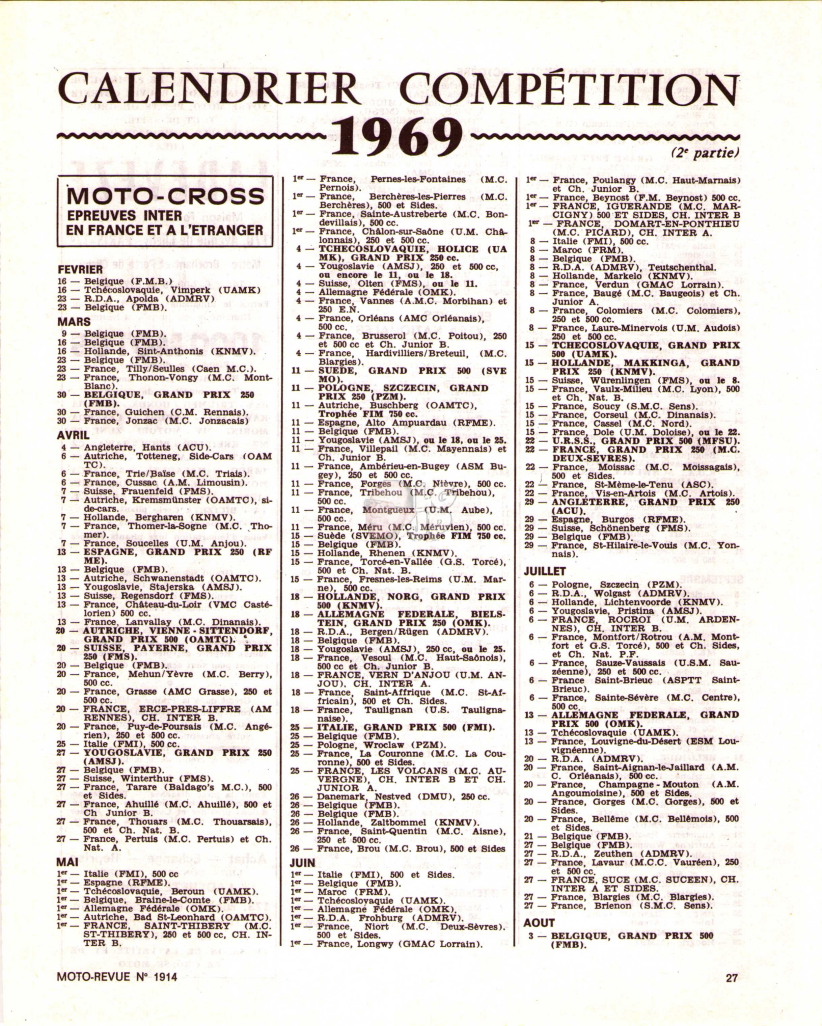 CALENDRIER COMPÉTITION
1969
(2e partie)
MOTO-CROSS
EPREUVES INTER
EN FRANCE ET A L'ETRANGER
FEVRIER
16 — Belgique (F.M.B.)
16 — Tchécoslovaquie, Vimperk (UAMK)
23 — R.D.A., Apolda (ADMRV)
23 — Belgique (FMB).
MARS
9 — Belgique (FMB).
16 — Belgique (FMB).
16 — Hollande, Sint-Anthonis (KNMV).
23 — Belgique (FMB).
23 — France, Tilly/Seulles (Caen M.C.).
23 — France, Thonon-Vongy (M.C. Mont-
Blanc).
30 — BELGIQUE, GRAND PRIX 250
(FMB).
30 — France, Guichen (C.M. Rennais).
30 — France, Jonzac (M.C. Jonzacais)
AVRIL
4 — Angleterre, Hants (ACU).
6 — Autriche, Totteneg, Side-Cars (OAM
TC).
6 — France, Trie/Baïse (M.C. Triais).
6 — France, Cussac (A.M. Limousin).
7 — Suisse, Frauenfeld (FMS).
7 — Autriche, Kremsmünster (OAMTC), si-
de-cars.
7 — Hollande, Bergharen (KNMV).
7 — France, Thomer-la-Sogne (M.C. Tho-
mer).
7 — France, Soucelles (U.M. Anjou).
13 — ESPAGNE, GRAND PRIX 250 (RF
ME).
13 — Belgique (FMB).
13 — Autriche, Schwanenstadt (OAMTC).
13 — Yougoslavie, Stajerska (AMSJ).
13 — Suisse, Regensdorf (FMS).
13 — France, Château-du-Loir (VMC Casté-
lorien) 500 cc.
13 — France, Lanvallay (M.C. Dinanais).
20 — AUTRICHE, VIENNE - SITTENDORF,
GRAND PRIX 500 (OAMTC).
20 — SUISSE, PAYERNE, GRAND PRIX
250 (FMS).
20 — Belgique (FMB).
20 — France, Mehun/Yèvre (M.C. Berry),
500 cc.
20 — France, Grasse (AMC Grasse), 250 et
500 cc.
20 — FRANCE, ERCE-PRES-LIFFRE (AM
RENNES), CH. INTER B.
20 — France, Puy-de-Poursais (M.C. Angé-
rien), 250 et 500 cc.
25 — Italie (FMI), 500 cc.
27 — YOUGOSLAVIE, GRAND PRIX 250
(AMSJ).
27 — Belgique (FMB).
27 — Suisse, Winterthur (FMS).
27 — France, Tarare (Baldago's M.C.), 500
et Sides.
27 — France, Ahuillé (M.C. Ahuillé), 500 et
Ch Junior B.
27 — France, Thouars (M.C. Thouarsais),
500 et Ch. Nat. B.
27 — France, Pertuis (M.C. Pertuis) et Ch.
Nat. A.
MAI
1er — Italie (FMI), 500 cc
1er — Espagne (RFME).
1er — Tchécoslovaquie, Beroun (UAMK).
1er — Belgique, Braine-le-Comte (FMB).
1er — Allemagne Fédérale (OMK).
1er — Autriche, Bad St-Leonhard (OAMTC).
1er — FRANCE, SAINT-THIBERY (M.C.
ST-THIBERY), 250 et 500 cc, CH. IN-
TER B.
1er — France, Pernes-les-Fontaines (M.C.
Pernois).
1er — France, Berchères-les-Pierres (M.C.
Berchères), 500 et Sides.
1er — France, Sainte-Austreberte (M.C. Bon-
devillais), 500 cc.
1er — France, Châlon-sur-Saône (U.M. Châ-
lonnais), 250 et 500 cc.
4 — TCHECOSLOVAQUIE, HOLICE (UA
MK), GRAND PRIX 250 cc.
4 — Yougoslavie (AMSJ), 250 et 500 cc,
ou encore le 11, ou le 18.
4 — Suisse, Olten (FMS), ou le 11.
4 — Allemagne Fédérale (OMK).
4 — France, Vannes (A.M.C. Morbihan) et
250 E.N.
4 — France, Orléans (AMC Orléanais),
500 cc.
4 — France, Brusserol (M.C. Poitou), 250
et 500 cc et Ch. Junior B.
4 — France, Hardivilliers/Breteuil, (M.C.
Blargies).
11 — SUEDE, GRAND PRIX 500 (SVE
MO).
11 — POLOGNE, SZCZECIN, GRAND
PRIX 250 (PZM).
11 — Autriche, Buschberg (OAMTC),
Trophée FIM 750 cc.
11 — Espagne, Alto Ampuardau (RFME).
11 — Belgique (FMB).
11 — Yougoslavie (AMSJ), ou le 18, ou le 25.
11 — France, Villepail (M.C. Mayennais) et
Ch. Junior B.
11 — France, Ambérieu-en-Bugey (ASM Bu-
gey), 250 et 500 cc.
11 — France, Forges (M.C. Nièvre), 500 cc.
11 — France, Tribehou (M.C. Tribehou),
500 cc.
11 — France, Montgueux (U.M. Aube),
500 cc.
11 — France, Méru (M.C. Méruvien), 500 cc.
15 — Suède (SVEMO), Trophée FIM 750 cc.
15 — Belgique (FMB).
15 — Hollande, Rhenen (KNMV).
15 — France, Torcé-en-Vallée (G.S. Torcé),
500 et Ch. Nat. B.
15 — France, Fresnes-les-Reims (U.M. Mar-
ne), 500 cc.
18 — HOLLANDE, NORG, GRAND PRIX
500 (KNMV).
18 — ALLEMAGNE FEDERALE, BIELS-
TEIN, GRAND PRIX 250 (OMK).
18 — R.D.A., Bergen/Rügen (ADMRV).
18 — Belgique (FMB).
18 — Yougoslavie (AMSJ), 250 cc, ou le 25.
18 — France, Vesoul (M.C. Haut-Saônois),
500 cc et Ch. Junior B.
18 — FRANCE, VERN D'ANJOU (U.M. AN-
JOU), CH. INTER A.
18 — France, Saint-Affrique (M.C. St-Af-
fricain), 500 et Ch. Sides.
18 — France, Taulignan (U.S. Tauligna-
naise).
25 — ITALIE, GRAND PRIX 500 (FMI).
25 — Belgique (FMB).
25 — Pologne, Wroclaw (PZM).
25 — France, La Couronne (M.C. La Cou-
ronne), 500 et Sides.
25 — FRANCE, LES VOLCANS (M.C. AU-
VERGNE), CH. INTER B ET CH.
JUNIOR A.
26 — Danemark, Nestved (DMU), 250 cc.
26 — Belgique (FMB).
26 — Belgique (FMB).
26 — Hollande, Zaltbommel (KNMV).
26 — France, Saint-Quentin (M.C. Aisne),
250 et 500 cc.
26 — France, Brou (M.C. Brou), 500 et Sides
JUIN
1er — Italie (FMI), 500 et Sides.
1er — Belgique (FMB).
1er — Maroc (FRM).
1er — Tchécoslovaquie (UAMK).
1er — Allemagne Fédérale (OMK).
1er — R.D.A. Frohburg (ADMRV).
1er — France, Niort (M.C. Deux-Sèvres).
500 et Sides.
1er — France, Longwy (GMAC Lorrain).
1er — France, Poulangy (M.C. Haut-Marnais)
et Ch. Junior B.
1er — France, Beynost (F.M. Beynost) 500 cc.
1er — FRANCE, IGUERANDE (M.C. MAR-
CIGNY) 500 ET SIDES, CH. INTER B
1er — FRANCE, DOMART-EN-PONTHIEU
(M.C. PICARD), CH. INTER A.
8 — Italie (FMI), 500 cc.
8 — Maroc (FRM).
8 — Belgique (FMB).
8 — R.D.A. (ADMRV), Teutschenthal.
8 — Hollande, Markelo (KNMV).
8 — France, Verdun (GMAC Lorrain).
8 — France, Baugé (M.C. Baugeois) et Ch.
Junior A.
8 — France, Colomiers (M.C. Colomiers),
250 et 500 cc.
8 — France, Laure-Minervois (U.M. Audois)
250 et 500 cc.
15 — TCHECOSLOVAQUIE, GRAND PRIX
500 (UAMK).
15 — HOLLANDE, MAKKINGA, GRAND
PRIX 250 (KNMV).
15 — Suisse, Würenlingen (FMS), ou le 8.
15 — France, Vaulx-Milieu (M.C. Lyon), 500
et Ch. Nat. B.
15 — France, Soucy (S.M.C. Sens).
15 — France, Corseul (M.C. Dinanais).
15 — France, Cassel (M.C. Nord).
15 — France, Dole (U.M. Doloise), ou le 22.
22 — U.R.S.S., GRAND PRIX 500 (MFSU).
22 — FRANCE, GRAND PRIX 250 (M.C.
DEUX-SEVRES).
22 — France, Moissac (M.C. Moissagais),
500 et Sides.
22 — France, St-Mème-le-Tenu (ASC).
22 — France, Vis-en-Artois (M.C. Artois).
29 — ANGLETERRE, GRAND PRIX 250
(ACU).
29 — Espagne, Burgos (RFME).
29 — Suisse, Schönenberg (FMS).
29 — Belgique (FMB).
29 — France, St-Hilaire-le-Vouis (M.C. Yon-
nais).
JUILLET
6 — Pologne, Szczecin (PZM).
6 — R.D.A., Wolgast (ADMRV).
6 — Hollande, Lichtenvoorde (KNMV).
6 — Yougoslavie, Pristina (AMSJ).
6 — FRANCE, ROCROI (U.M. ARDEN-
NES), CH. INTER B.
6 — France, Montfort/Rotrou (A.M. Mont-
fort et G.S. Torcé), 500 et Ch. Sides,
et Ch. Nat. P.F.
6 — France, Sauze-Vaussais (U.S.M. Sau-
zéenne), 250 et 500 cc.
6 — France Saint-Brieuc (ASPTT Saint-
Brieuc).
6 — France, Sainte-Sévère (M.C. Centre),
500 cc.
13 — ALLEMAGNE FEDERALE, GRAND
PRIX 500 (OMK).
13 — Tchécoslovaquie (UAMK).
13 — France, Louvigne-du-Désert (ESM Lou-
vignéenne).
20 — R.D.A. (ADMRV).
20 — France, Saint-Aignan-le-Jaillard (A.M.
C. Orléanais), 500 cc.
20 — France, Champagne - Mouton (A.M.
Angoumoisine), 500 et Sides.
20 — France, Gorges (M.C. Gorges), 500 et
Sides.
20 — France, Bellême (M.C. Bellêmois), 500
et Sides.
21 — Belgique (FMB).
27 — Belgique (FMB).
27 — R.D.A., Zeuthen (ADMRV).
27 — France, Lavaur (M.C.C. Vauréen), 250
et 500 cc.
27 — FRANCE, SUCE (M.C. SUCEEN), CH.
INTER A ET SIDES.
27 — France, Blargies (M.C. Blargies).
27 — France, Brienon (S.M.C. Sens).
AOUT
3 — BELGIQUE, GRAND PRIX 500
(FMB).
MOTO-REVUE N° 1914
27